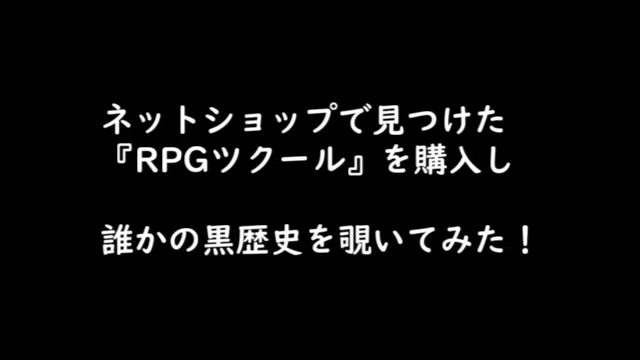 ネットショップで見つけた
『RPGツクール』を購入し
誰かの黒歴史を覗いてみた！